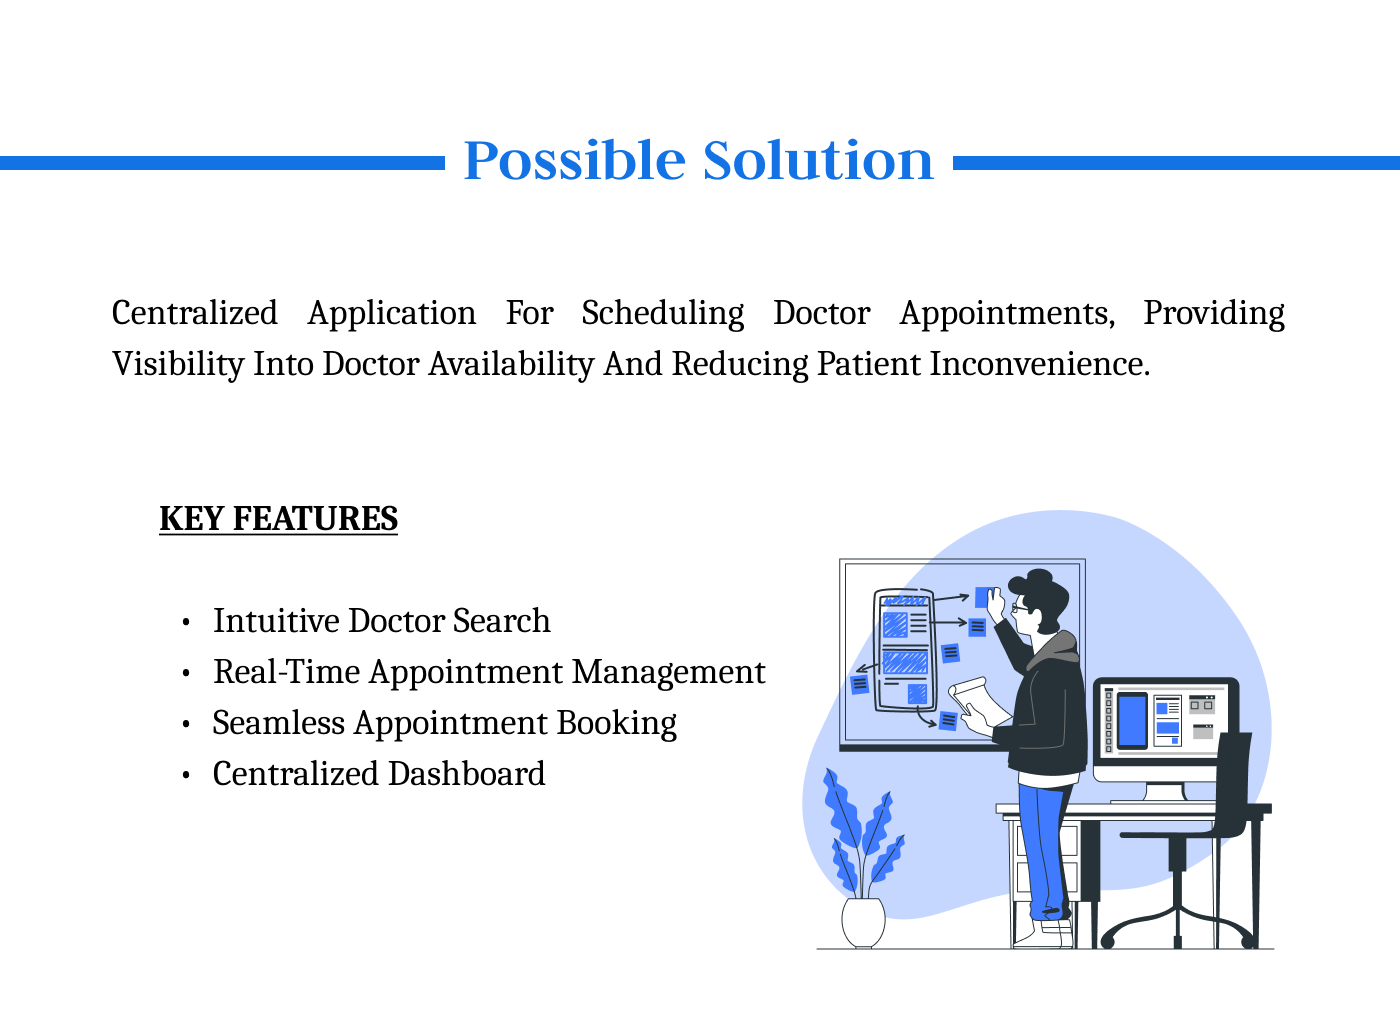 Possible Solution
Centralized Application For Scheduling Doctor Appointments, Providing
Visibility Into Doctor Availability And Reducing Patient Inconvenience.
KEY FEATURES
• Intuitive Doctor Search
• Real-Time Appointment Management
• Seamless Appointment Booking
• Centralized Dashboard